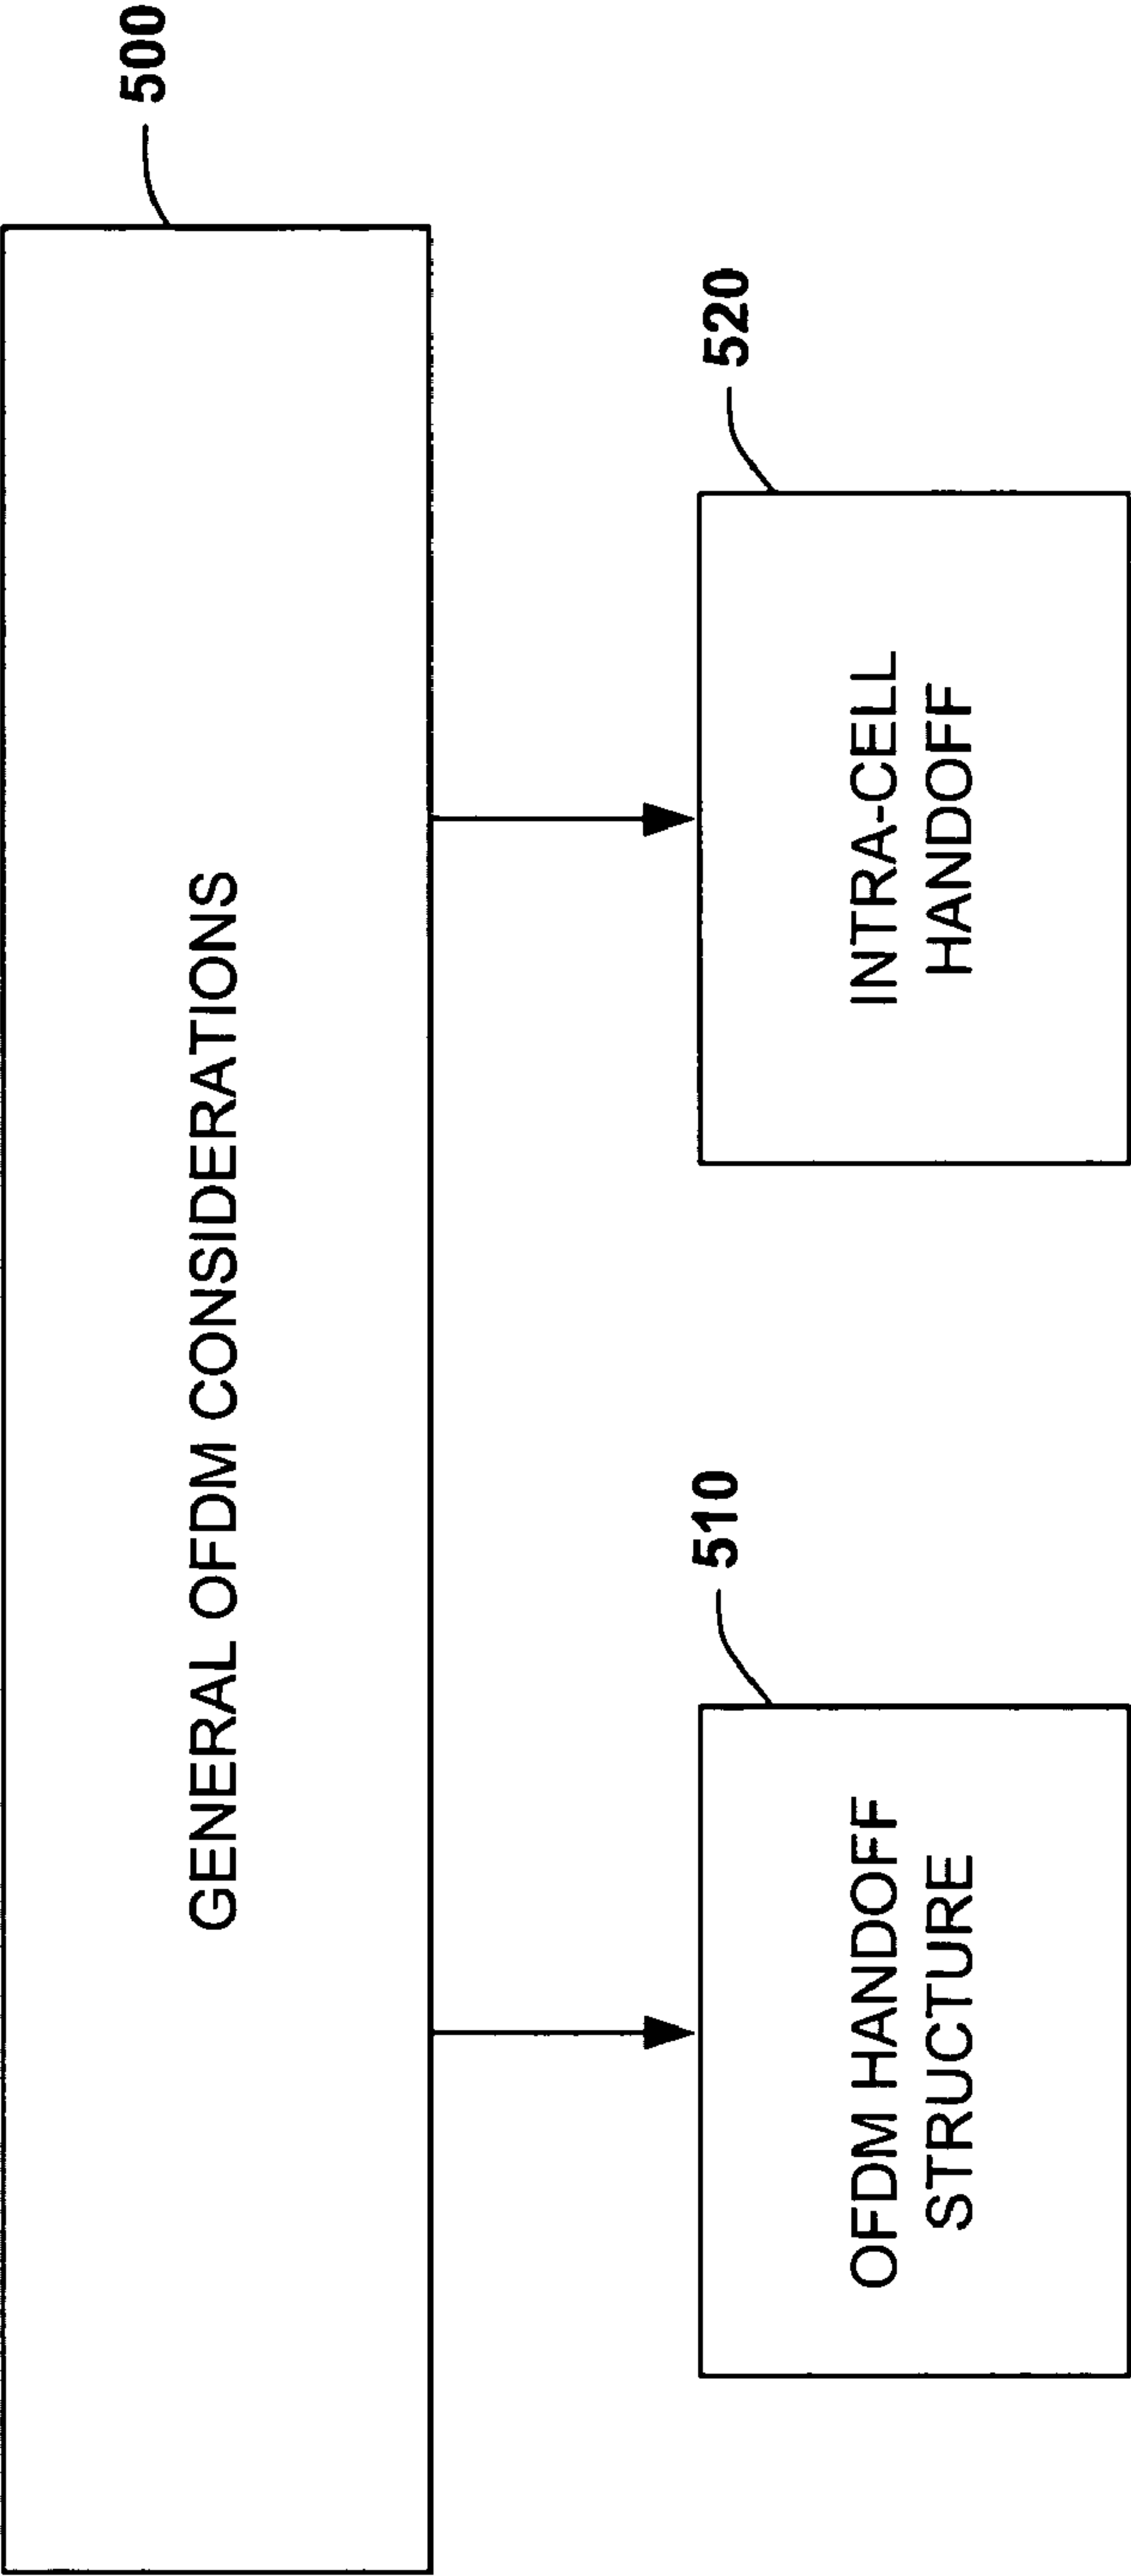 500
GENERAL OFDM CONSIDERATIONS
510
520
OFDM HANDOFF
STRUCTURE
INTRA-CELL
HANDOFF